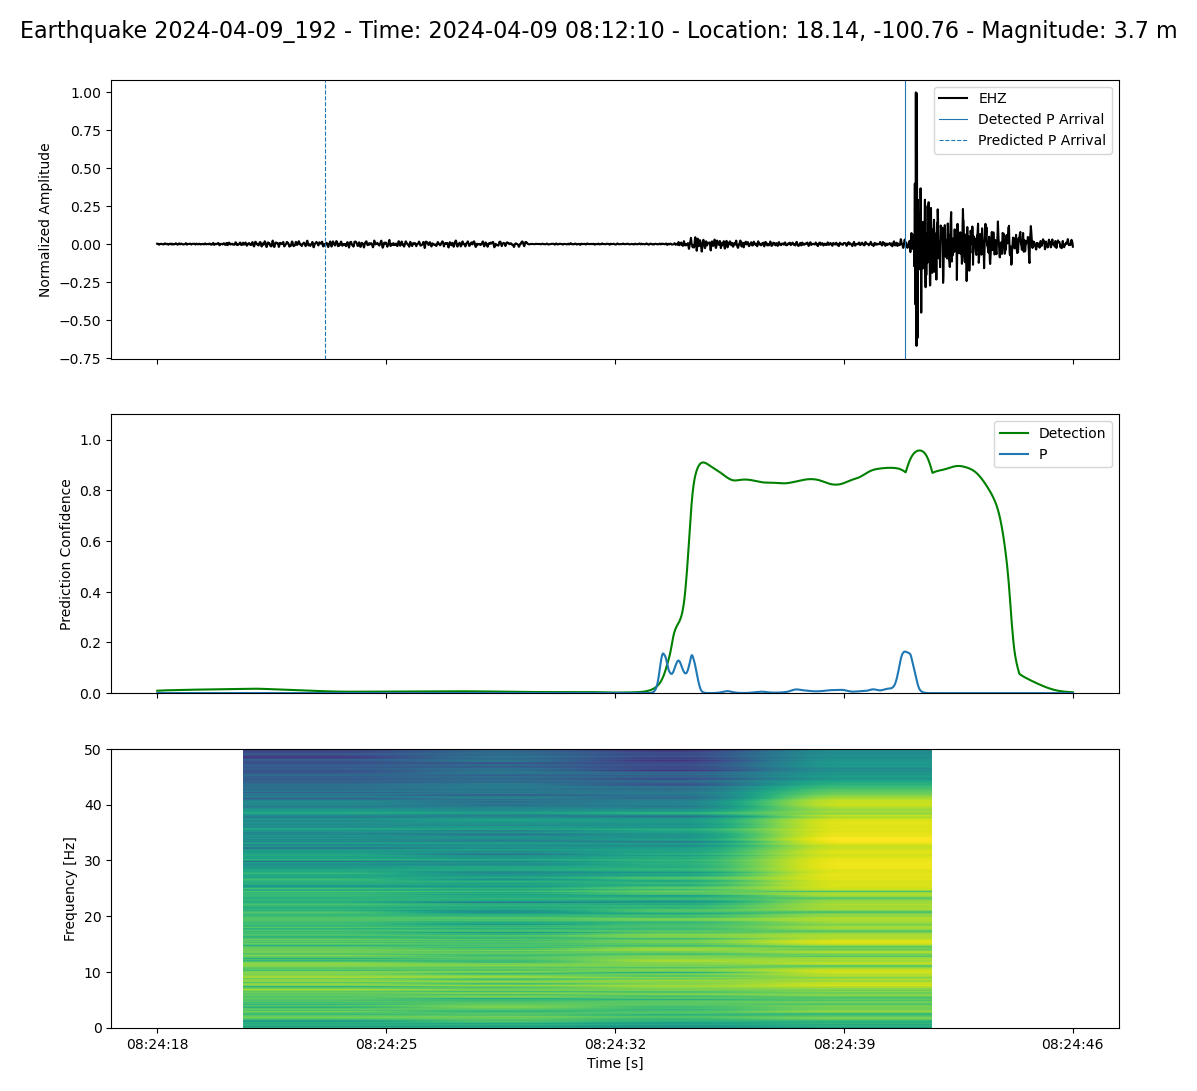 Earthquake 2024-04-09_192 - Time: 2024-04-09 08:12:10 - Location: 18.14, -100.76 - Magnitude: 3.7 m
Normalized Amplitude
1.00
0.75
0.50
0.25
0.00
−0.25
−0.50
−0.75
EHZ
Detected P Arrival
Predicted P Arrival
Prediction Confidence
1.0
0.8
0.6
0.4
0.2
0.0
Detection
P
Frequency [Hz]
50
40
30
20
10
0
08:24:18 08:24:25 08:24:32 08:24:39 08:24:46
Time [s]